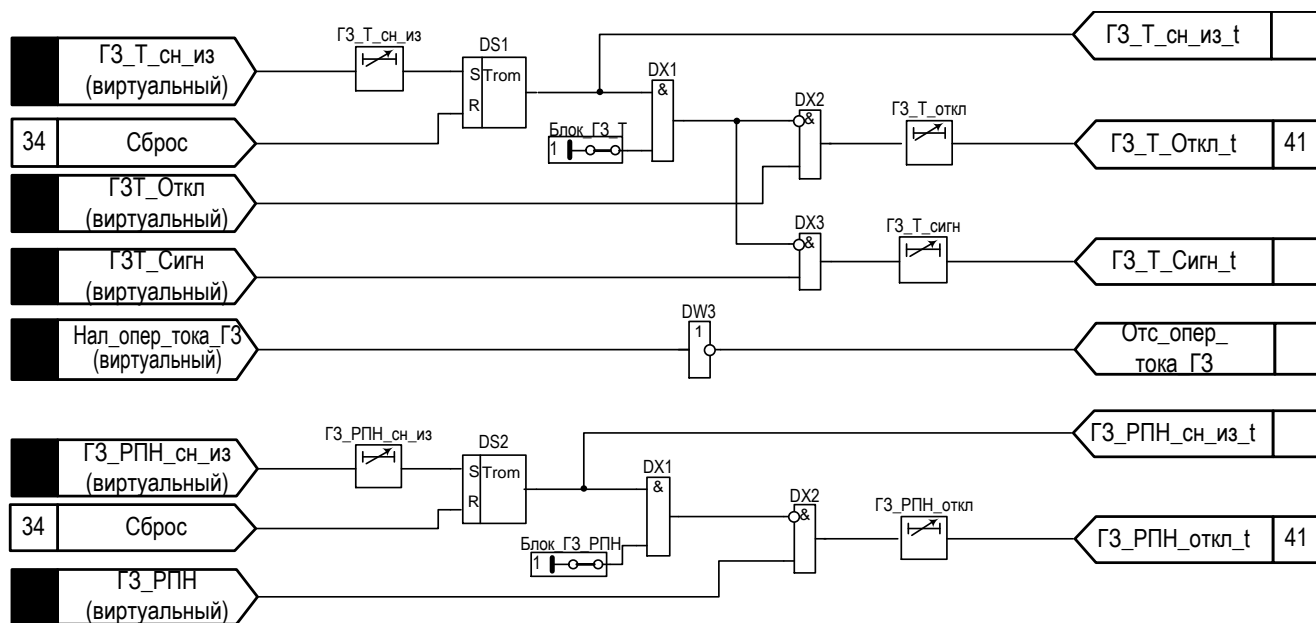 ГЗ_Т_сн_из
(виртуальный)
ГЗ_Т_сн_из
DS1
S Trom
R
DX1
&
Блок_ГЗ_Т
1
DX2
&
ГЗ_Т_откл
ГЗ_Т_сн_из_t
34 Сброс
ГЗ_Т_Откл_t 41
ГЗТ_Откл
(виртуальный)
DX3
&
ГЗ_Т_сигн
ГЗТ_Сигн
(виртуальный)
ГЗ_Т_Сигн_t
Нал_опер_тока_ГЗ
(виртуальный)
DW3
1
Отс_опер_
тока_ГЗ
ГЗ_РПН_сн_из
(виртуальный)
ГЗ_РПН_сн_из
DS2
S Trom
R
DX1
&
Блок_ГЗ_РПН
1
DX2
&
ГЗ_РПН_откл
ГЗ_РПН_сн_из_t
34 Сброс
ГЗ_РПН_откл_t 41
ГЗ_РПН
(виртуальный)